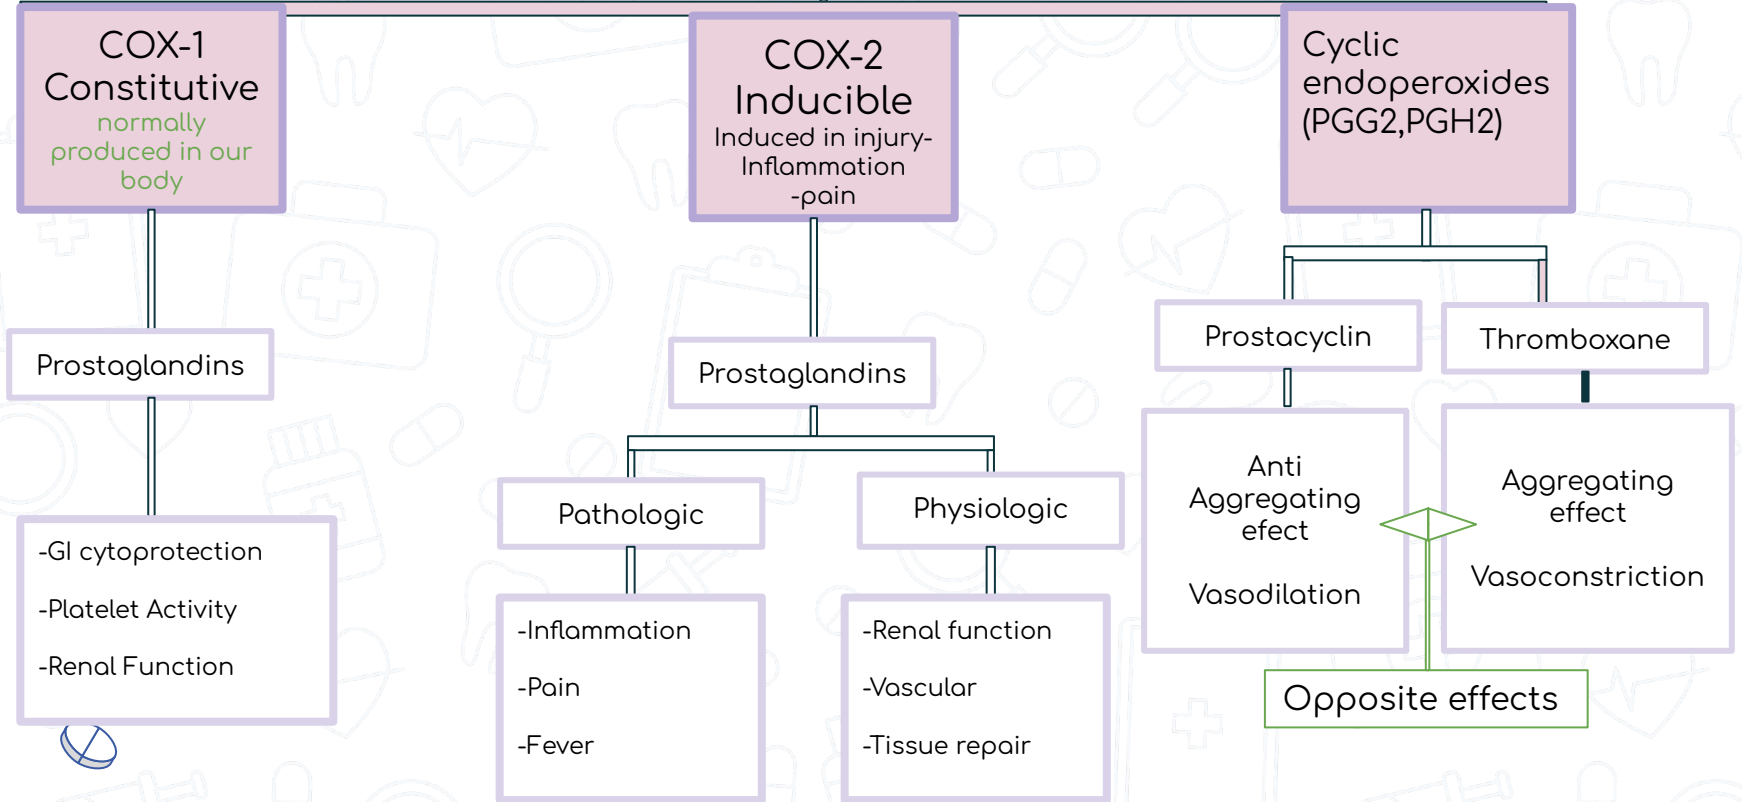 COX-1
Constitutive
normally
produced in our
body
COX-2
Inducible
Induced in injury-
Inflammation
-pain
Cyclic
endoperoxides
(PGG2,PGH2)
Prostaglandins
Prostaglandins
Prostacyclin
Thromboxane
-GI cytoprotection
-Platelet Activity
-Renal Function
Pathologic
Physiologic
-Inflammation
-Pain
-Fever
-Renal function
-Vascular
-Tissue repair
Anti
Aggregating
efect
Vasodilation
Aggregating
effect
Vasoconstriction
Opposite effects